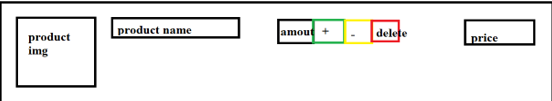 product img
product name
amout + - delete
price